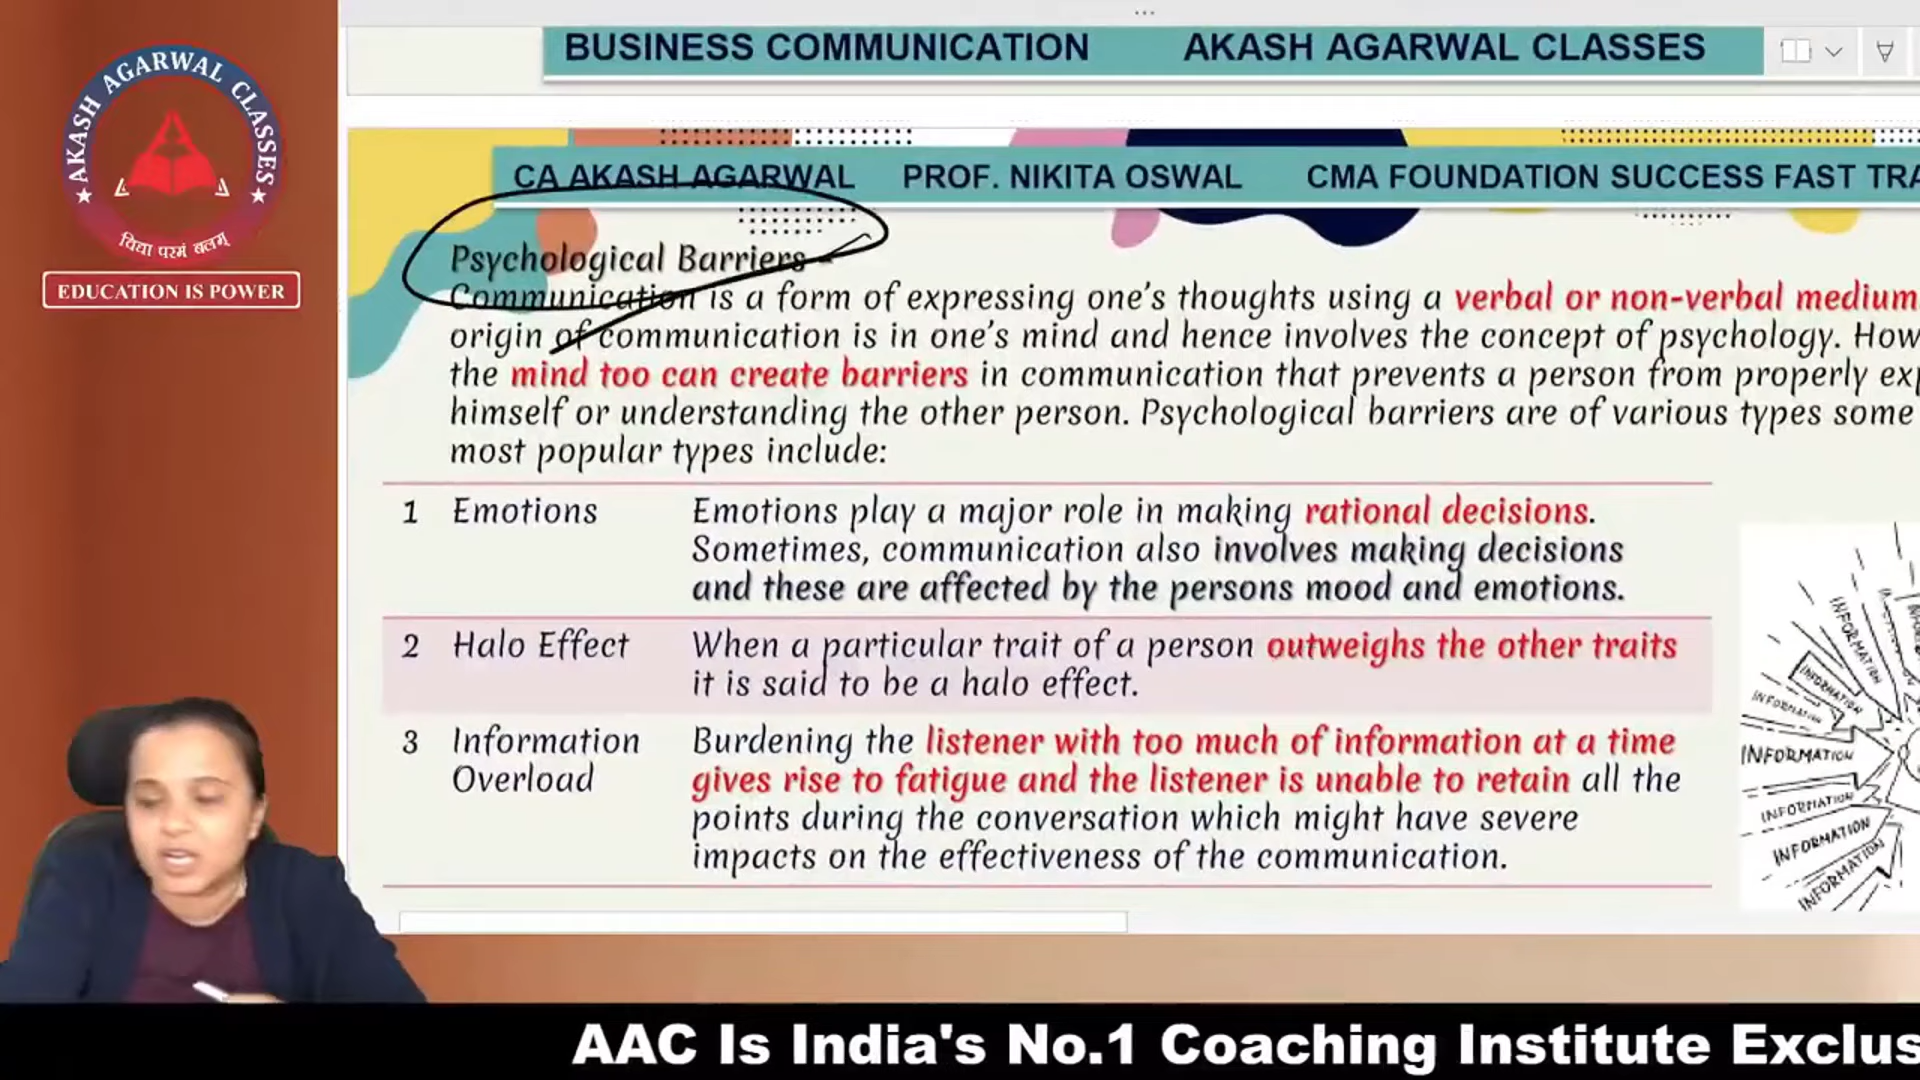 BUSINESS COMMUNICATION AKASH AGARWAL CLASSES
AKASH AGARWAL CLASSES
विद्या परमं बलम्
EDUCATION IS POWER
CA AKASH AGARWAL PROF. NIKITA OSWAL CMA FOUNDATION SUCCESS FAST
Psychological Barriers –
Communication is a form of expressing one's thoughts using a verbal or non-verbal medium
origin of communication is in one's mind and hence involves the concept of psychology.
the mind too can create barriers in communication that prevents a person from properly
himself or understanding the other person. Psychological barriers are of various types some
most popular types include:
1 Emotions Emotions play a major role in making rational decisions.
Sometimes, communication also involves making decisions
and these are affected by the persons mood and emotions.
2 Halo Effect When a particular trait of a person outweighs the other traits
it is said to be a halo effect.
3 Information Burdening the listener with too much of information at a time
Overload gives rise to fatigue and the listener is unable to retain all the
points during the conversation which might have severe
impacts on the effectiveness of the communication.
INFORMATION
INFORMATION
INFORMATION
INFORMATION
INFORMATION
INFORMATION
INFORMATION
AAC Is India's No.1 Coaching Institute